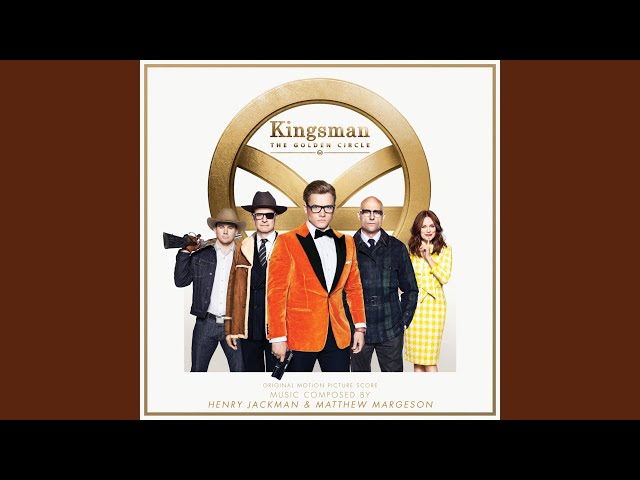 Kingsman
THE GOLDEN CIRCLE
ORIGINAL MOTION PICTURE SCORE
MUSIC COMPOSED BY
HENRY JACKMAN & MATTHEW MARGESON